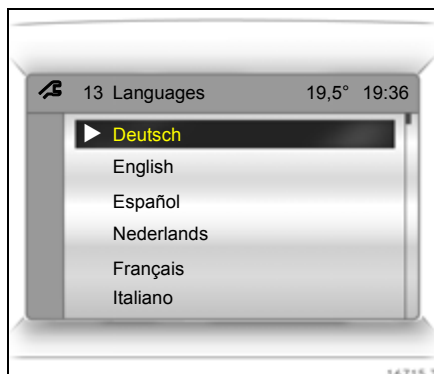 13 Languages 19,5° 19:36
Deutsch
English
Español
Nederlands
Français
Italiano